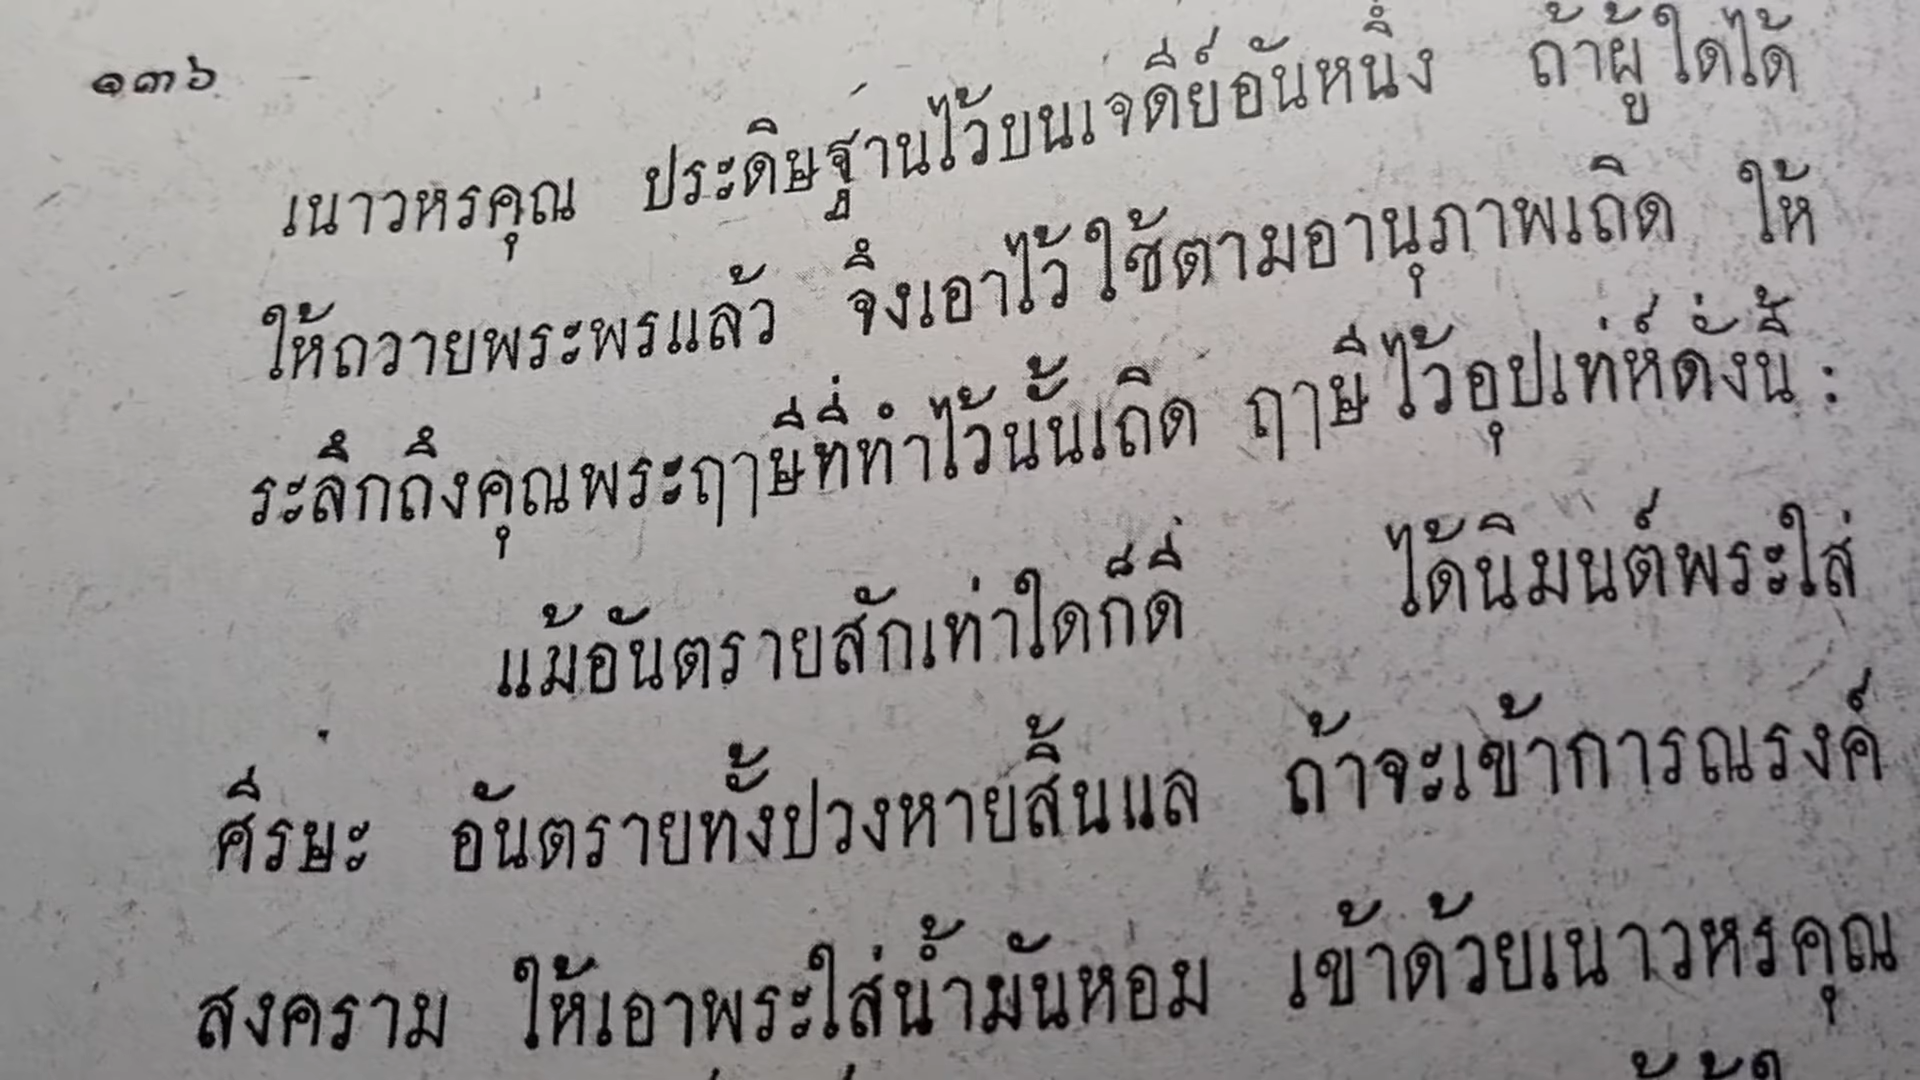 ๑๓๖
เนาวหรคุณ ประดิษฐานไว้บนเจดีย์อันหนึ่ง ถ้าผู้ใดได้
ให้ถวายพระพรแล้ว จึงเอาไว้ใช้ตามอานุภาพเถิด ให้
ระลึกถึงคุณพระฤาษีที่ทำไว้นั้นเถิด ฤาษีไว้อุปเท่ห์ดั่งนี้ :
แม้อันตรายสักเท่าใดก็ดี ได้นิมนต์พระใส่
ศีรษะ อันตรายทั้งปวงหายสิ้นแล ถ้าจะเข้าการณรงค์
สงคราม ให้เอาพระใส่น้ำมันหอม เข้าด้วยเนาวหรคุณ